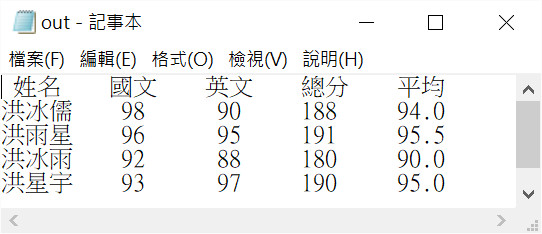 out - 記事本
檔案(F) 編輯(E) 格式(O) 檢視(V) 說明(H)
姓名 國文 英文 總分 平均
洪冰儒 98 90 188 94.0
洪雨星 96 95 191 95.5
洪冰雨 92 88 180 90.0
洪星宇 93 97 190 95.0